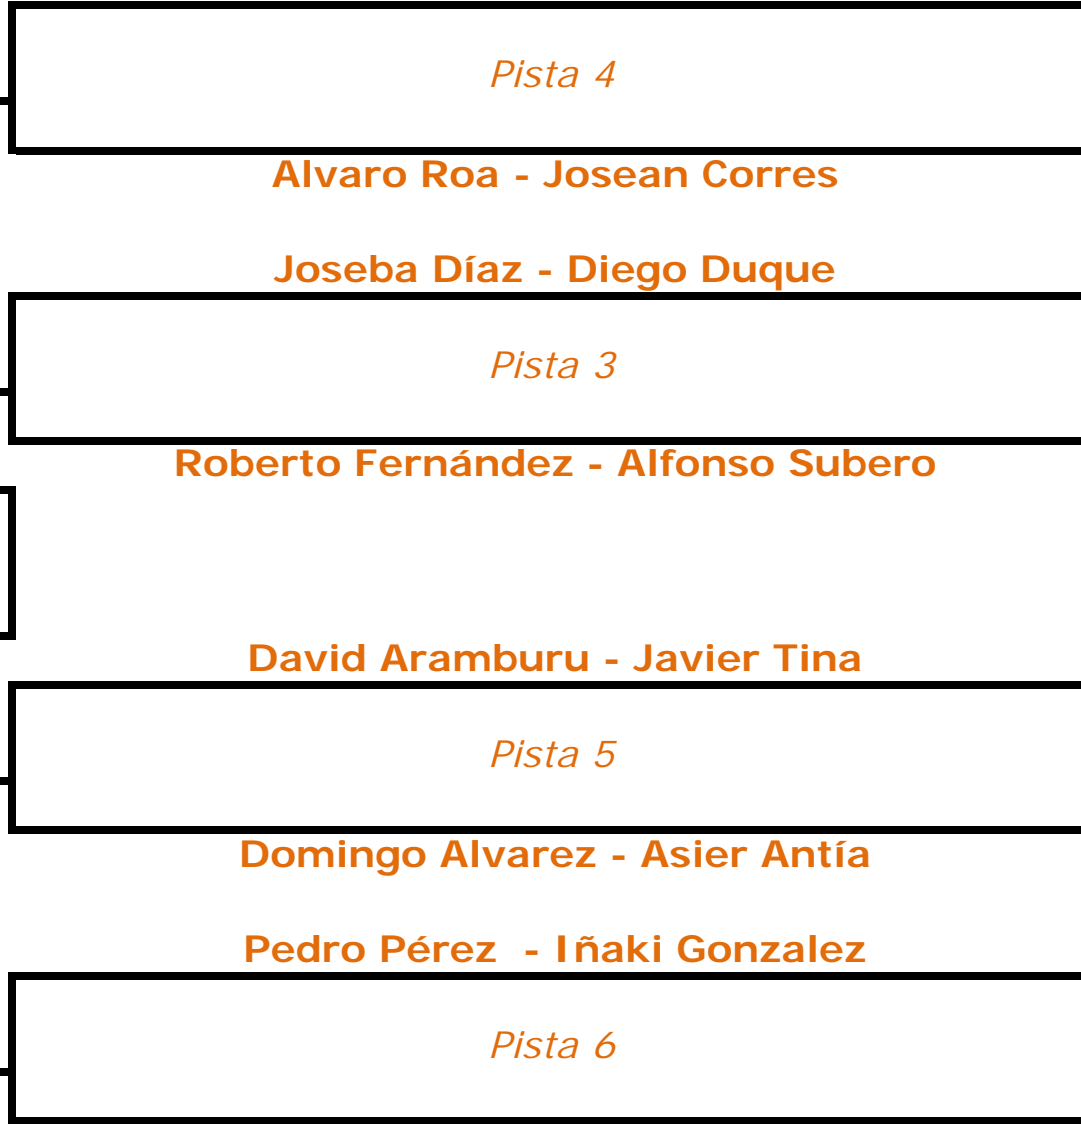 Pista 4
Alvaro Roa - Josean Corres
Joseba Díaz - Diego Duque
Pista 3
Roberto Fernández - Alfonso Subero
David Aramburu - Javier Tina
Pista 5
Domingo Alvarez - Asier Antía
Pedro Pérez  - Iñaki Gonzalez
Pista 6